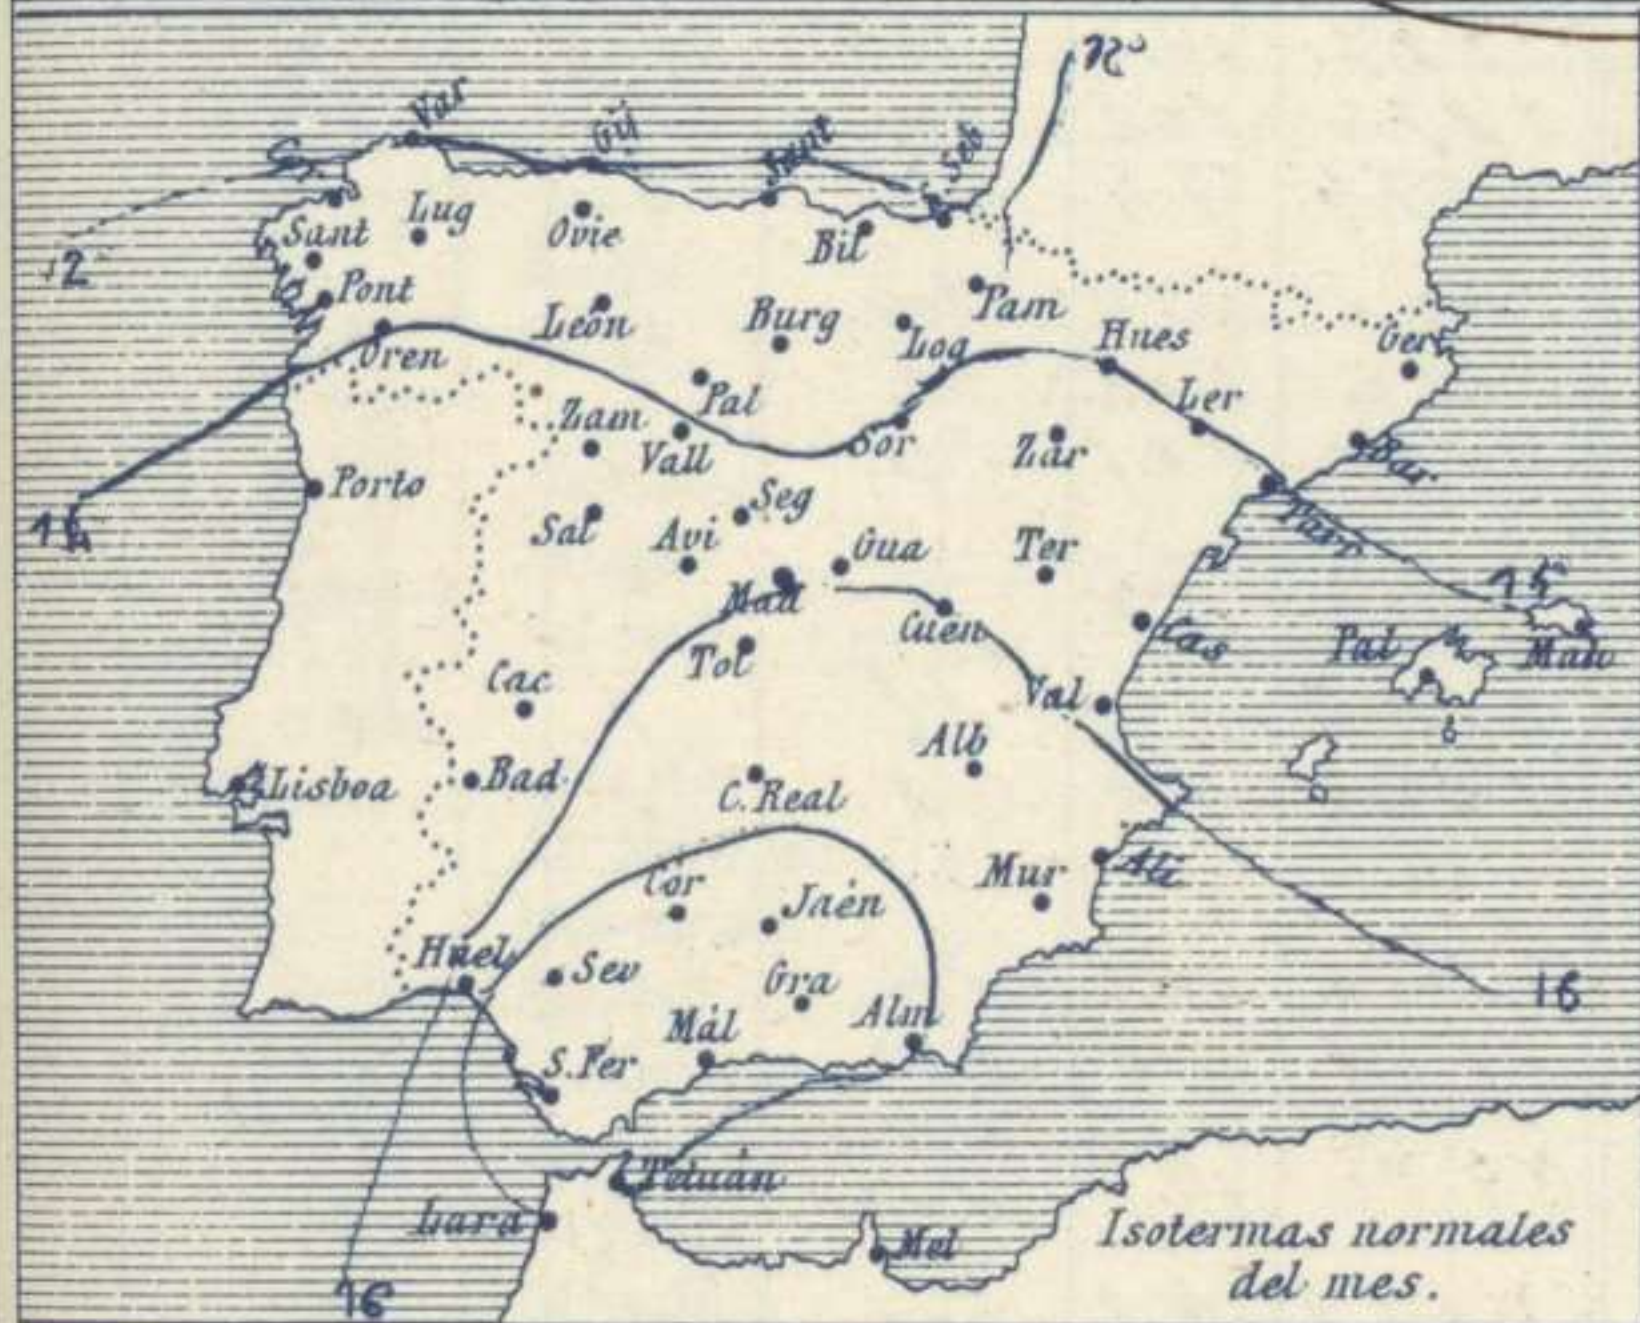 12°
Var
Gij
Sant
S. Seb
12
Sant
Lug
Ovie
Bil
Pont
León
Burg
Pam
Oren
Log
Hues
Ger
Zam
Pal
Ler
Vall
Sor
Zar
Bar
Porto
14
Seg
Sal
Avi
Gua
Ter
Tarr
15
Mad
Cuen
Cas
Pal
Mah
Tol
Cac
Val
Alb
Lisboa
Bad
C. Real
Mur
Ali
Cor
Jaén
Huel
Sev
Gra
16
Mál
Alm
S. Fer
Tetuán
Lara
Mel
Isotermas normales
del mes.
16